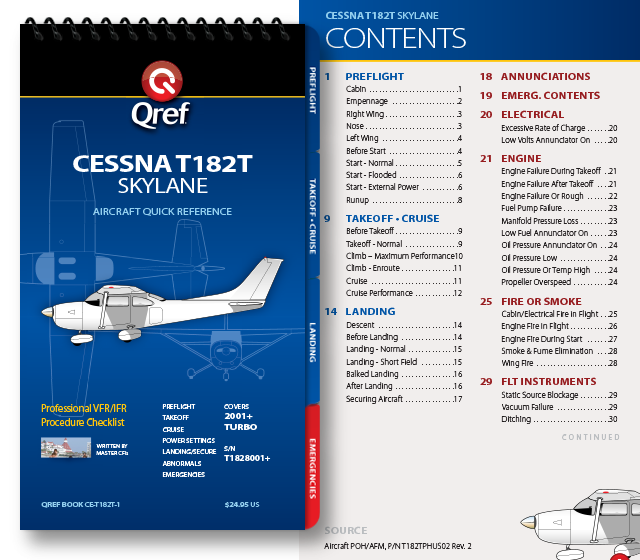 Qref
CESSNA T182T
SKYLANE
AIRCRAFT QUICK REFERENCE
Professional VFR/IFR
Procedure Checklist
WRITTEN BY
MASTER CFIs
PREFLIGHT
TAKEOFF
CRUISE
POWER SETTINGS
LANDING/SECURE
ABNORMALS
EMERGENCIES
COVERS
2001+
TURBO
S/N
T1828001+
QREF BOOK CE-T182T-1
$24.95 US
PREFLIGHT
TAKEOFF • CRUISE
LANDING
EMERGENCIES
CESSNA T182T SKYLANE
CONTENTS
1 PREFLIGHT
Cabin .1
Empennage .2
Right Wing .3
Nose .3
Left Wing .4
Before Start .4
Start - Normal .5
Start - Flooded .6
Start - External Power .6
Runup .8
9 TAKEOFF • CRUISE
Before Takeoff .9
Takeoff - Normal .9
Climb – Maximum Performance10
Climb - Enroute .11
Cruise .11
Cruise Performance .12
14 LANDING
Descent .14
Before Landing .14
Landing - Normal .15
Landing - Short Field .15
Balked Landing .16
After Landing .16
Securing Aircraft .17
18 ANNUNCIATIONS
19 EMERG. CONTENTS
20 ELECTRICAL
Excessive Rate of Charge .20
Low Volts Annunciator On .20
21 ENGINE
Engine Failure During Takeoff .21
Engine Failure After Takeoff .21
Engine Failure Or Rough .22
Fuel Pump Failure .23
Manifold Pressure Loss .23
Low Fuel Annunciator On .23
Oil Pressure Annunciator On .24
Oil Pressure Low .24
Oil Pressure Or Temp High .24
Propeller Overspeed .24
25 FIRE OR SMOKE
Cabin/Electrical Fire in Flight .25
Engine Fire in Flight .26
Engine Fire During Start .27
Smoke & Fume Elimination .28
Wing Fire .28
29 FLT INSTRUMENTS
Static Source Blockage .29
Vacuum Failure .29
Ditching .30
CONTINUED
SOURCE
Aircraft POH/AFM, P/N T182TPHUS02 Rev. 2